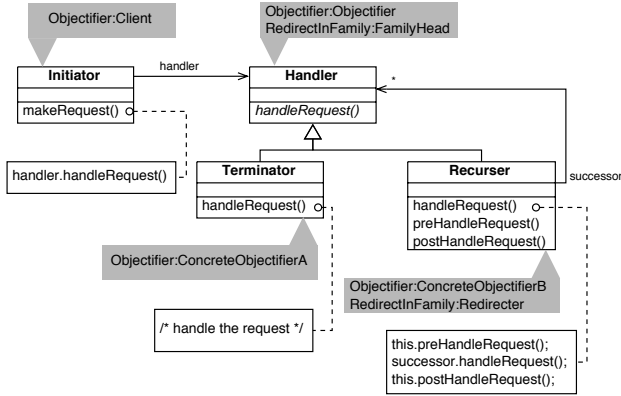 Objectifier:Client
Objectifier:Objectifier
RedirectInFamily:FamilyHead
Initiator
handler
Handler
*
makeRequest()
handleRequest()
handler.handleRequest()
Terminator
Recurser
successor
handleRequest()
handleRequest()
preHandleRequest()
postHandleRequest()
Objectifier:ConcreteObjectifierA
Objectifier:ConcreteObjectifierB
RedirectInFamily:Redirecter
/* handle the request */
this.preHandleRequest();
successor.handleRequest();
this.postHandleRequest();